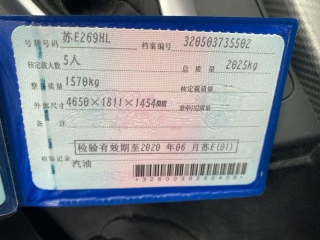 号牌号码 苏E269HL 档案编号 320503735502
核定载人数 5人 总质量 2025kg
整备质量 1570kg 核定载质量 --
外廓尺寸 4650×1811×1454mm 准牵引总质量 --
备注
检验有效期至2020年06月苏E(01)
检验记录 汽油